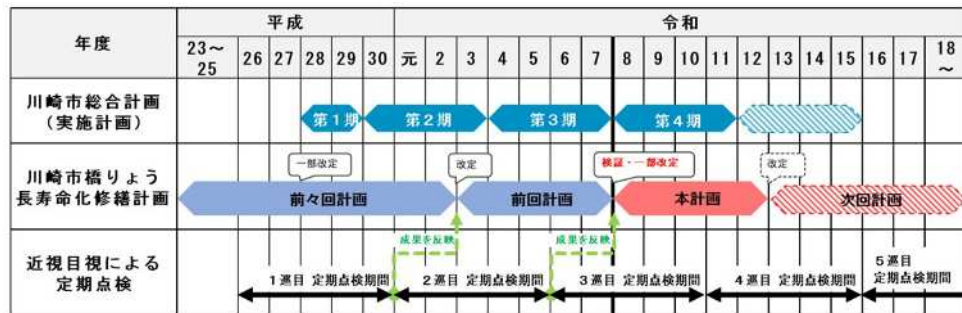 年度
平成
令和
23～
25
26
27
28
29
30
元
2
3
4
5
6
7
8
9
10
11
12
13
14
15
16
17
18
～
川崎市総合計画
（実施計画）
第1期
第2期
第3期
第4期
川崎市橋りょう
長寿命化修繕計画
一部改定
改定
検証・一部改定
改定
前々回計画
前回計画
本計画
次回計画
近視目視による
定期点検
成果を反映
成果を反映
1巡目 定期点検期間
2巡目 定期点検期間
3巡目 定期点検期間
4巡目 定期点検期間
5巡目
定期点検期間